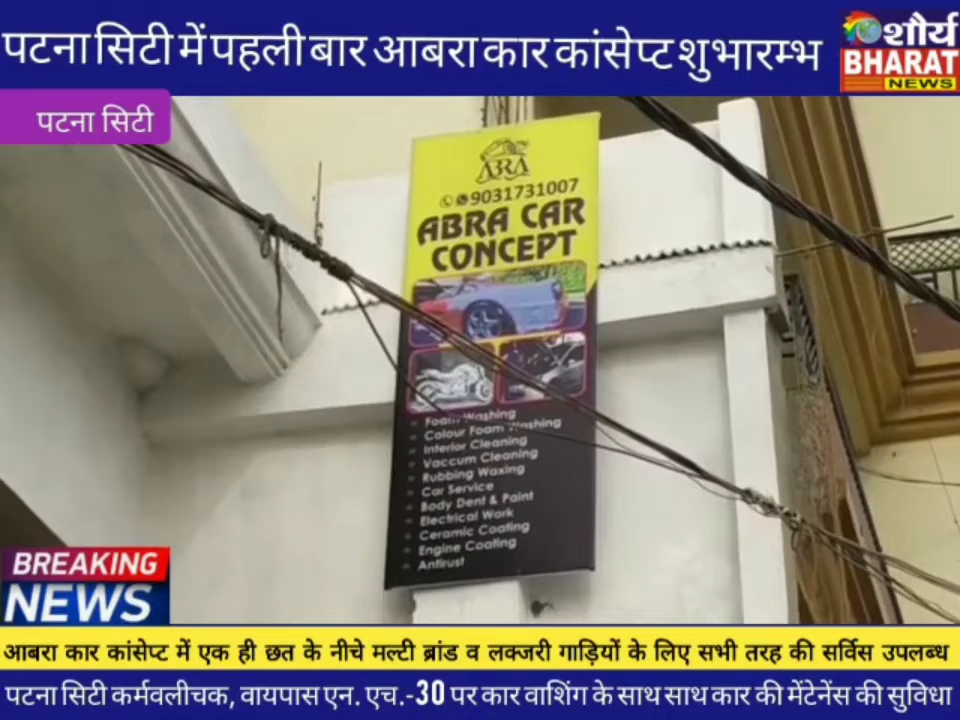 पटना सिटी में पहली बार आबरा कार कांसेप्ट शुभारम्भ
शौर्य
BHARAT
NEWS
पटना सिटी
ABRA
9031731007
ABRA CAR
CONCEPT
Foam Washing
Colour Foam Washing
Interior Cleaning
Vaccum Cleaning
Rubbing Waxing
Car Service
Body Dent & Paint
Electrical Work
Ceramic Coating
Engine Coating
Antirust
BREAKING
NEWS
आबरा कार कांसेप्ट में एक ही छत के नीचे मल्टी ब्रांड व लक्जरी गाड़ियों के लिए सभी तरह की सर्विस उपलब्ध
पटना सिटी कर्मवलीचक, वायपास एन. एच.-30 पर कार वाशिंग के साथ साथ कार की मेंटेनेंस की सुविधा